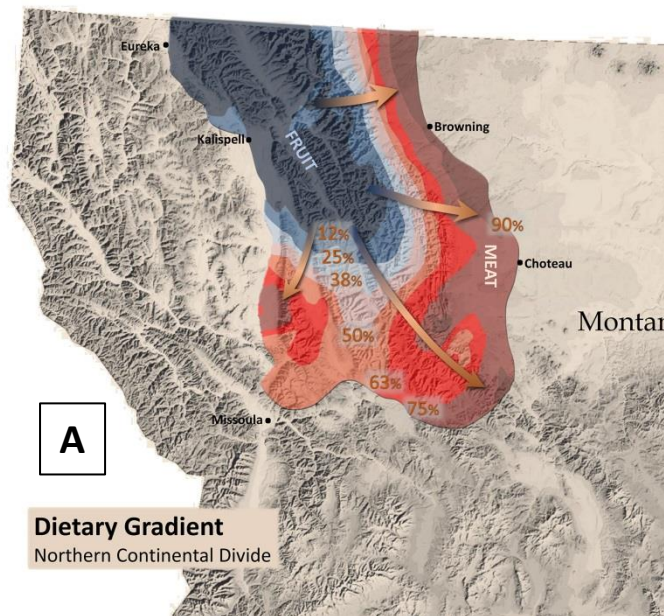 Eureka
Kalispell
FRUIT
Browning
12%
25%
38%
90%
MEAT
Choteau
Montan
50%
63%
75%
Missoula
A
Dietary Gradient
Northern Continental Divide